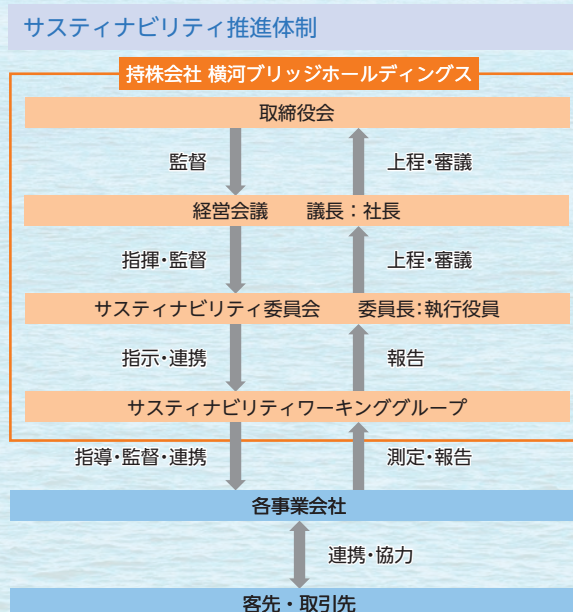 サスティナビリティ推進体制
持株会社 横河ブリッジホールディングス
取締役会
監督 上程・審議
経営会議 議長：社長
指揮・監督 上程・審議
サスティナビリティ委員会 委員長：執行役員
指示・連携 報告
サスティナビリティワーキンググループ
指導・監督・連携 測定・報告
各事業会社
連携・協力
客先・取引先